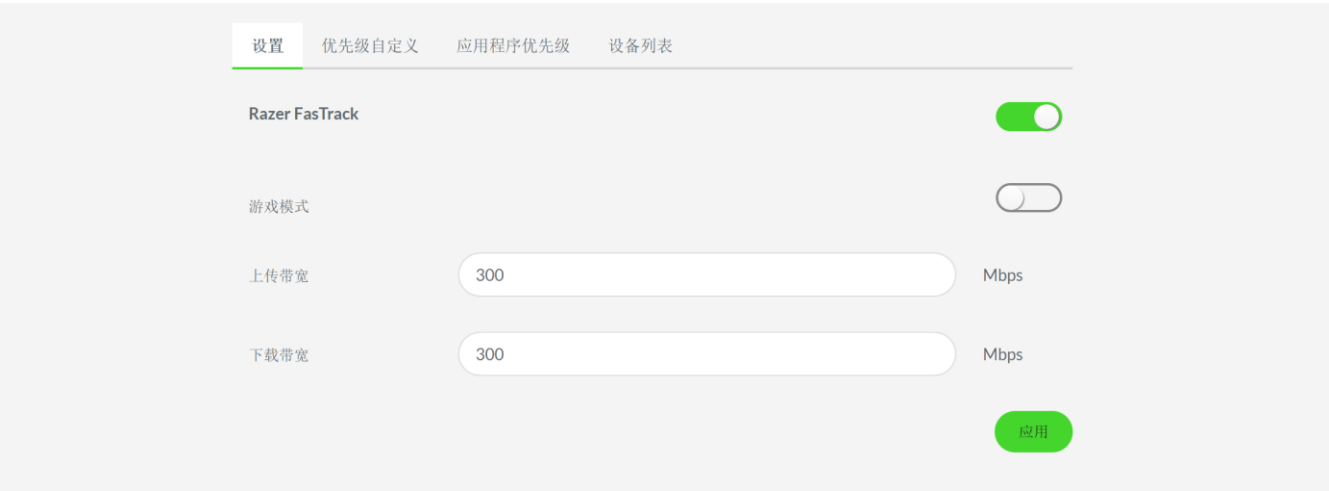 设置 优先级自定义 应用程序优先级 设备列表
Razer FasTrack
游戏模式
上传带宽 300 Mbps
下载带宽 300 Mbps
应用